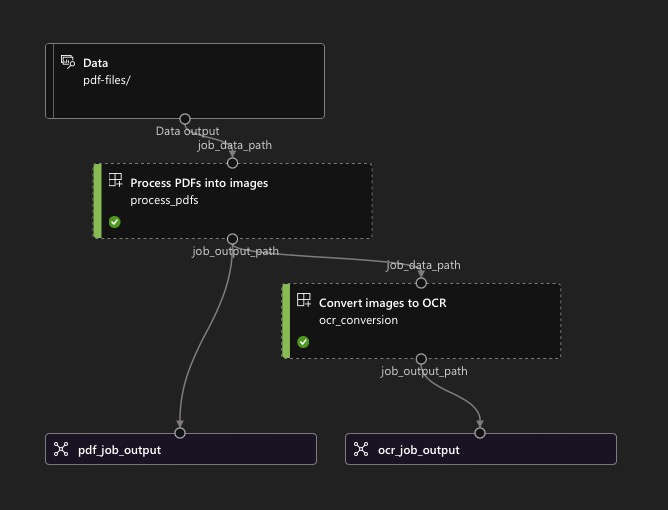 Data
pdf-files/
Data output
job_data_path
Process PDFs into images
process_pdfs
job_output_path
job_data_path
Convert images to OCR
ocr_conversion
job_output_path
pdf_job_output
ocr_job_output